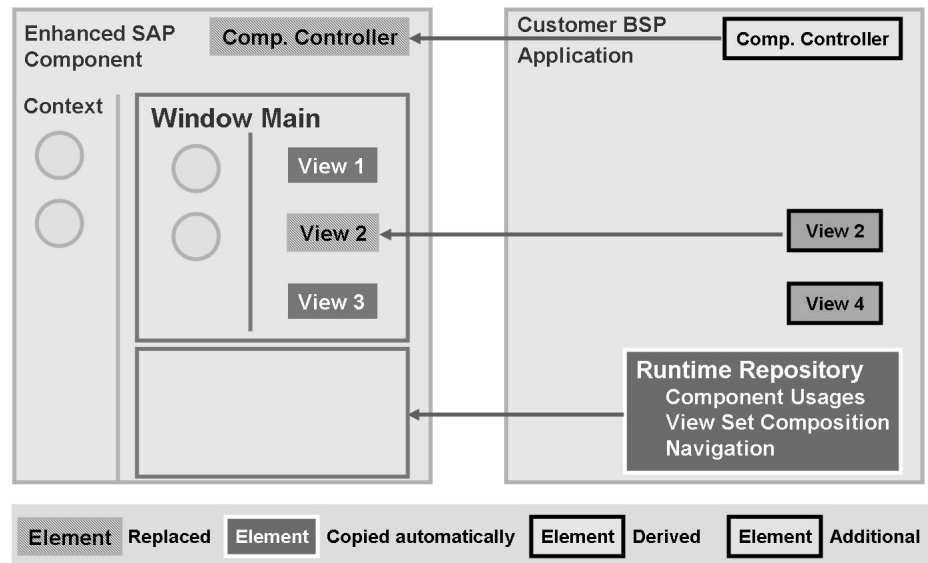 Enhanced SAP
Component
Comp. Controller
Context
Window Main
View 1
View 2
View 3
Customer BSP
Application
Comp. Controller
View 2
View 4
Runtime Repository
Component Usages
View Set Composition
Navigation
Element Replaced Element Copied automatically Element Derived Element Additional